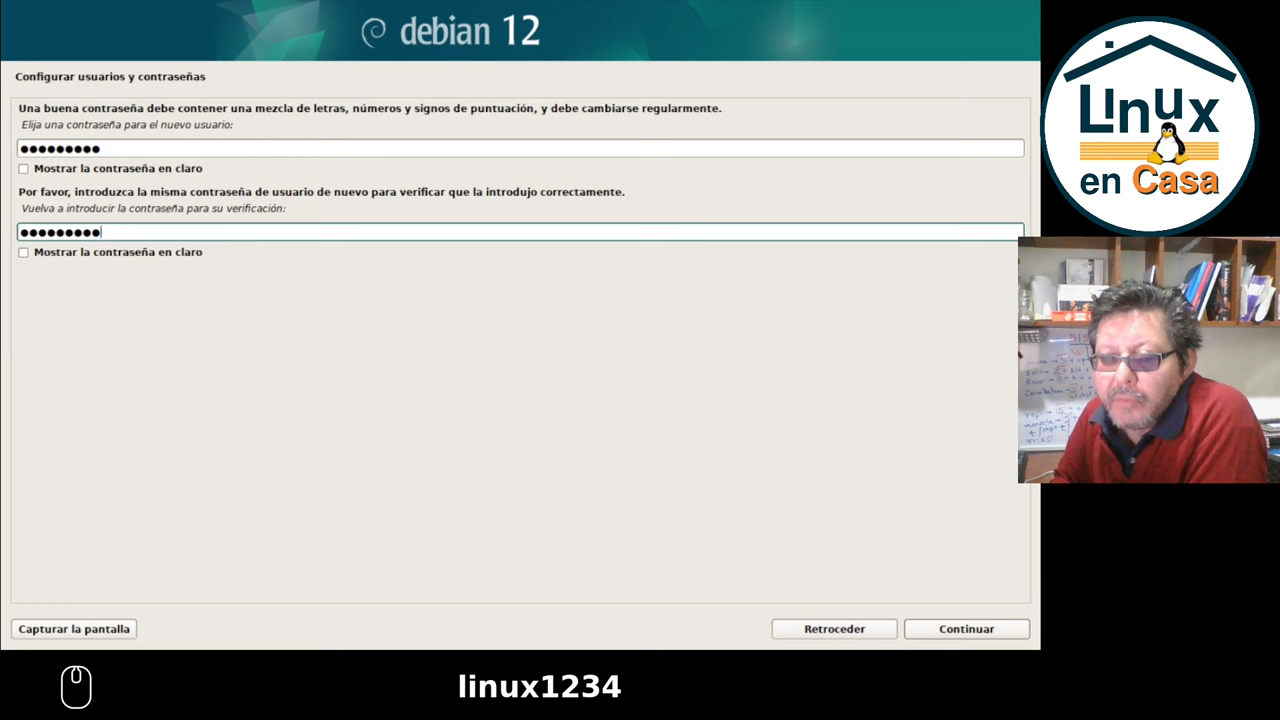 debian 12
Configurar usuarios y contraseñas
Una buena contraseña debe contener una mezcla de letras, números y signos de puntuación, y debe cambiarse regularmente.
Elija una contraseña para el nuevo usuario:
●●●●●●●●●
Mostrar la contraseña en claro
Por favor, introduzca la misma contraseña de usuario de nuevo para verificar que la introdujo correctamente.
Vuelva a introducir la contraseña para su verificación:
●●●●●●●●●
Mostrar la contraseña en claro
Capturar la pantalla
Retroceder
Continuar
linux1234
LInux
en Casa